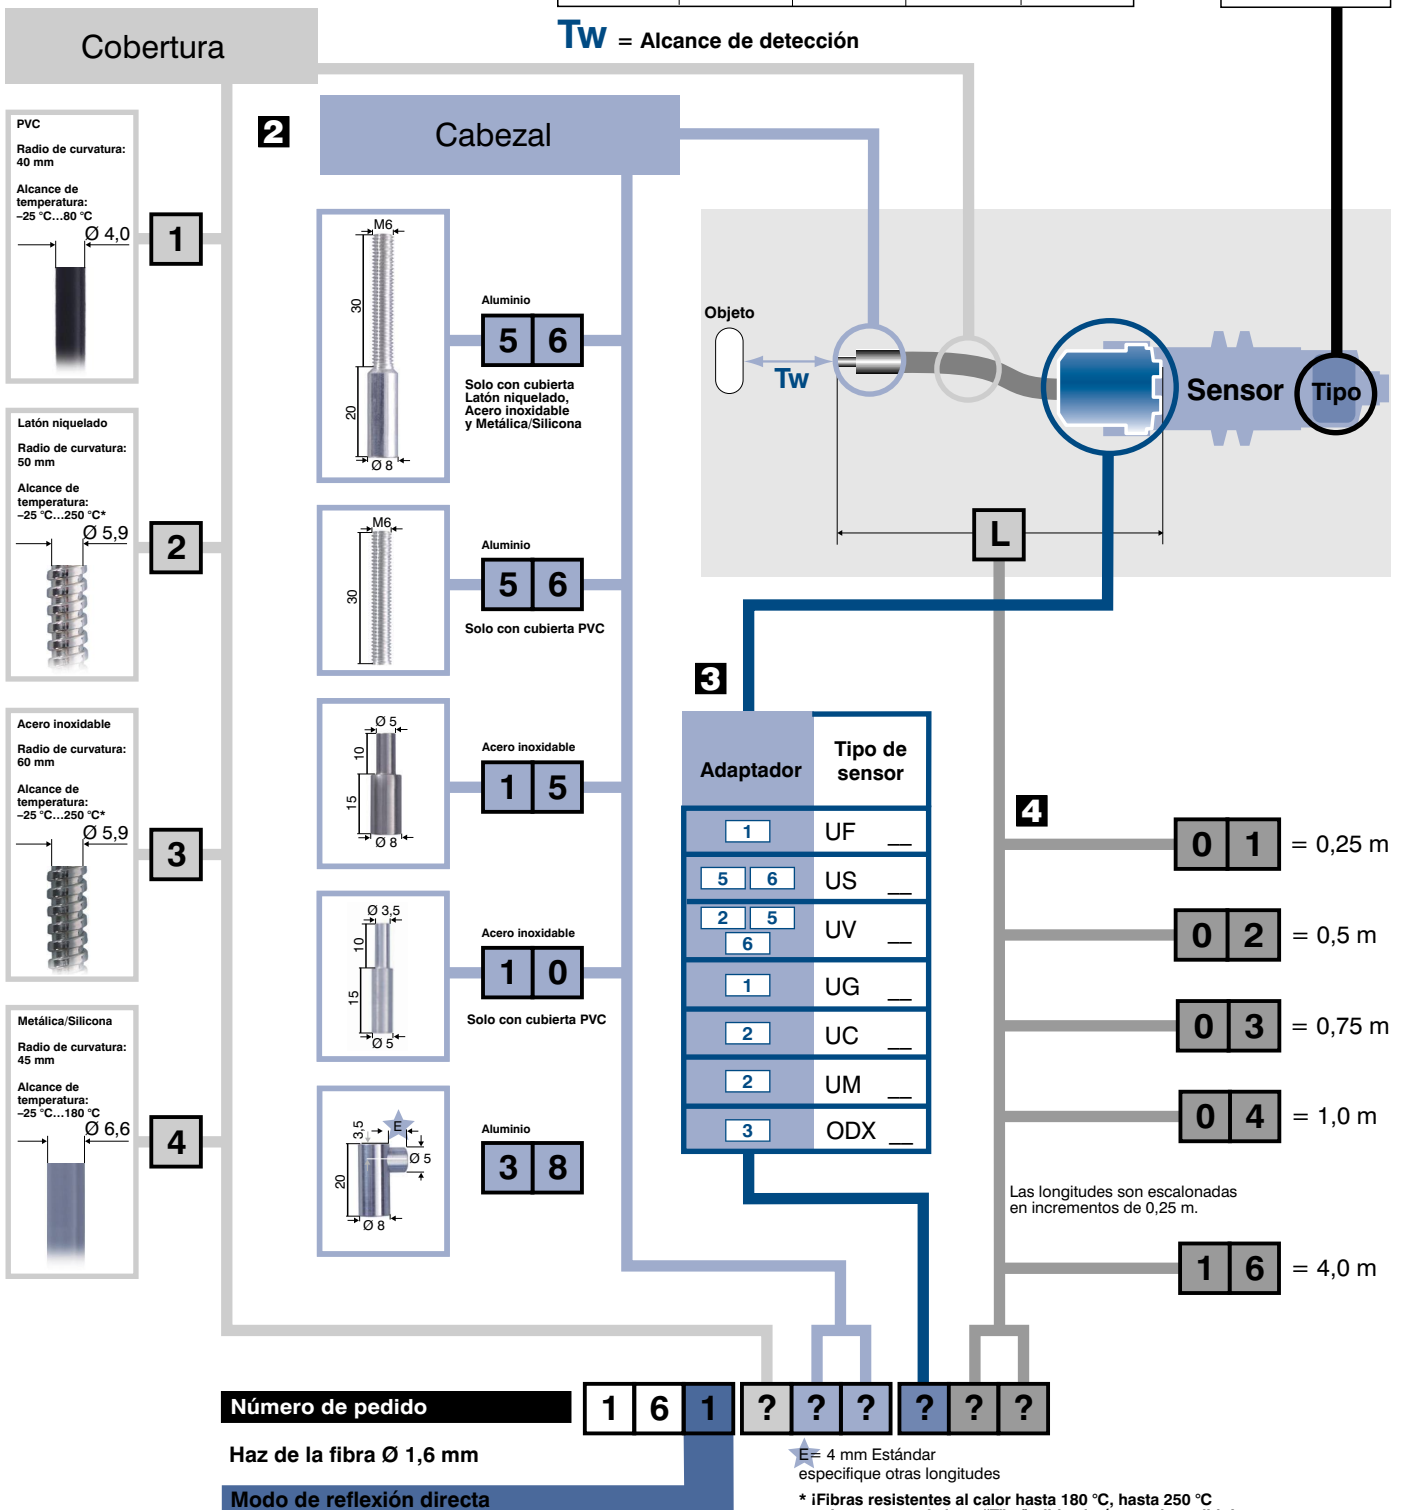 Cobertura
Tw = Alcance de detección
PVC
Radio de curvatura:
40 mm
Alcance de
temperatura:
–25 °C...80 °C
Ø 4,0
1
Latón niquelado
Radio de curvatura:
50 mm
Alcance de
temperatura:
–25 °C...250 °C*
Ø 5,9
2
Acero inoxidable
Radio de curvatura:
60 mm
Alcance de
temperatura:
–25 °C...250 °C*
Ø 5,9
3
Metálica/Silicona
Radio de curvatura:
45 mm
Alcance de
temperatura:
–25 °C...180 °C
Ø 6,6
4
2
Cabezal
M6
30
20
Ø 8
Aluminio
5 6
Solo con cubierta
Latón niquelado,
Acero inoxidable
y Metálica/Silicona
M6
30
Aluminio
5 6
Solo con cubierta PVC
Ø 5
10
15
Ø 8
Acero inoxidable
1 5
Ø 3,5
10
15
Ø 5
Acero inoxidable
1 0
Solo con cubierta PVC
3,5
E
Ø 5
20
Ø 8
Aluminio
3 8
Objeto
Tw
Sensor
Tipo
L
3
Adaptador
Tipo de
sensor
1 UF __
5 6 US __
2 5 6 UV __
1 UG __
2 UC __
2 UM __
3 ODX __
4
0 1 = 0,25 m
0 2 = 0,5 m
0 3 = 0,75 m
0 4 = 1,0 m
Las longitudes son escalonadas
en incrementos de 0,25 m.
1 6 = 4,0 m
Número de pedido
1 6 1 ? ? ? ? ? ?
Haz de la fibra Ø 1,6 mm
Modo de reflexión directa
E= 4 mm Estándar
especifique otras longitudes
* ¡Fibras resistentes al calor hasta 180 °C, hasta 250 °C